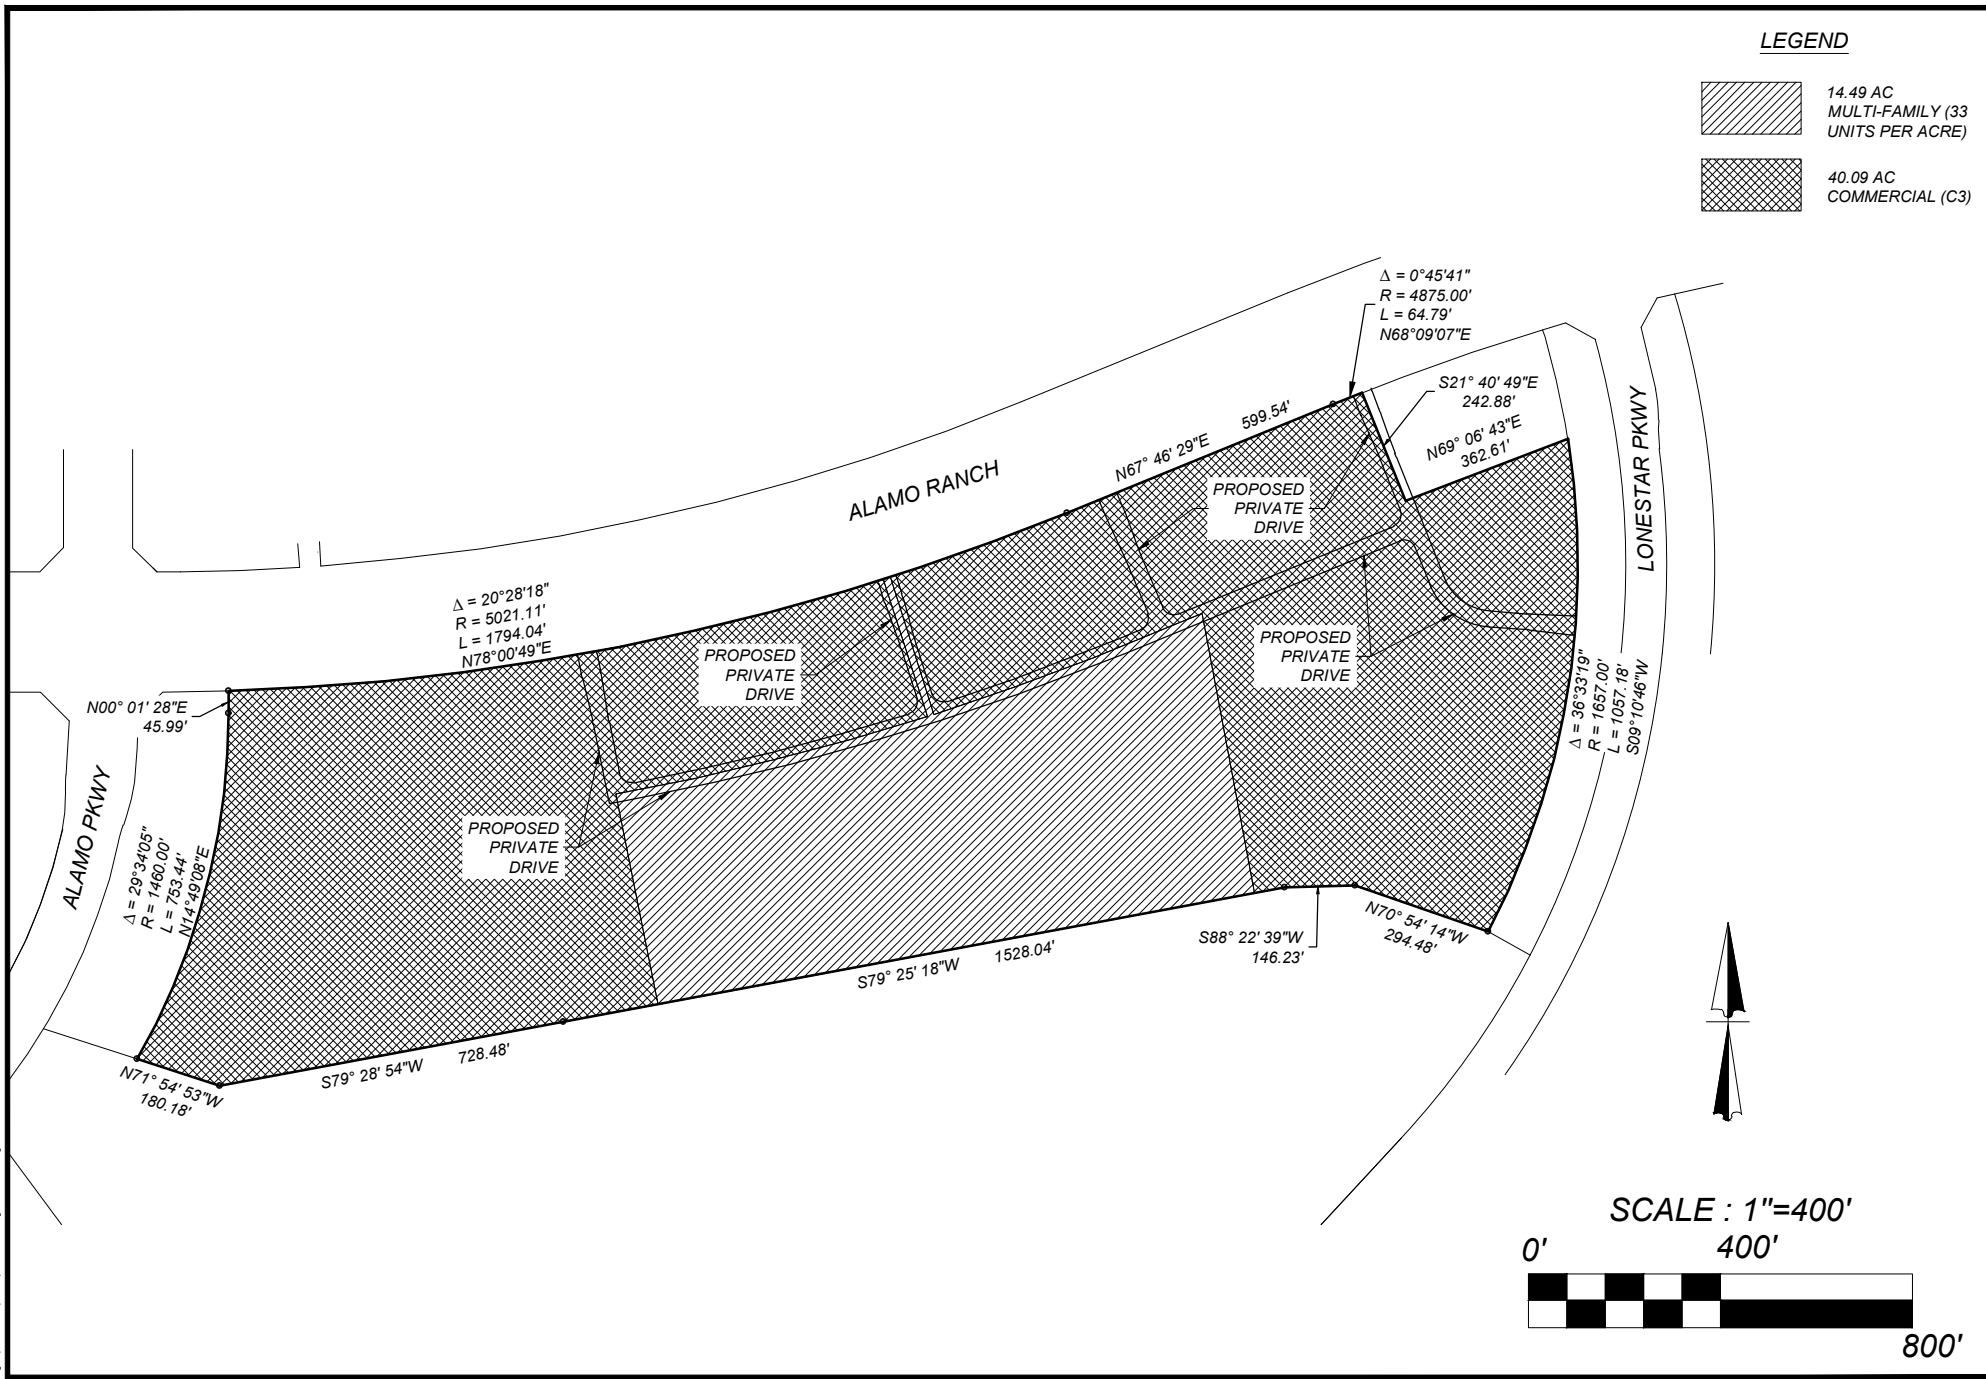 LEGEND
14.49 AC
MULTI-FAMILY (33
UNITS PER ACRE)
40.09 AC
COMMERCIAL (C3)
Δ = 0°45'41"
R = 4875.00'
L = 64.79'
N68°09'07"E
S21° 40' 49"E
242.88'
N69° 06' 43"E
362.61'
LONESTAR PKWY
599.54'
N67° 46' 29"E
ALAMO RANCH
PROPOSED
PRIVATE
DRIVE
Δ = 20°28'18"
R = 5021.11'
L = 1794.04'
N78°00'49"E
PROPOSED
PRIVATE
DRIVE
PROPOSED
PRIVATE
DRIVE
N00° 01' 28"E
45.99'
ALAMO PKWY
Δ = 29°34'05"
R = 1460.00'
L = 753.44'
N14°49'08"E
PROPOSED
PRIVATE
DRIVE
Δ = 36°33'19"
R = 1657.00'
L = 1057.18'
S09°10'46"W
N70° 54' 14"W
294.48'
S88° 22' 39"W
146.23'
S79° 25' 18"W 1528.04'
S79° 28' 54"W 728.48'
N71° 54' 53"W
180.18'
SCALE : 1"=400'
0' 400'
800'